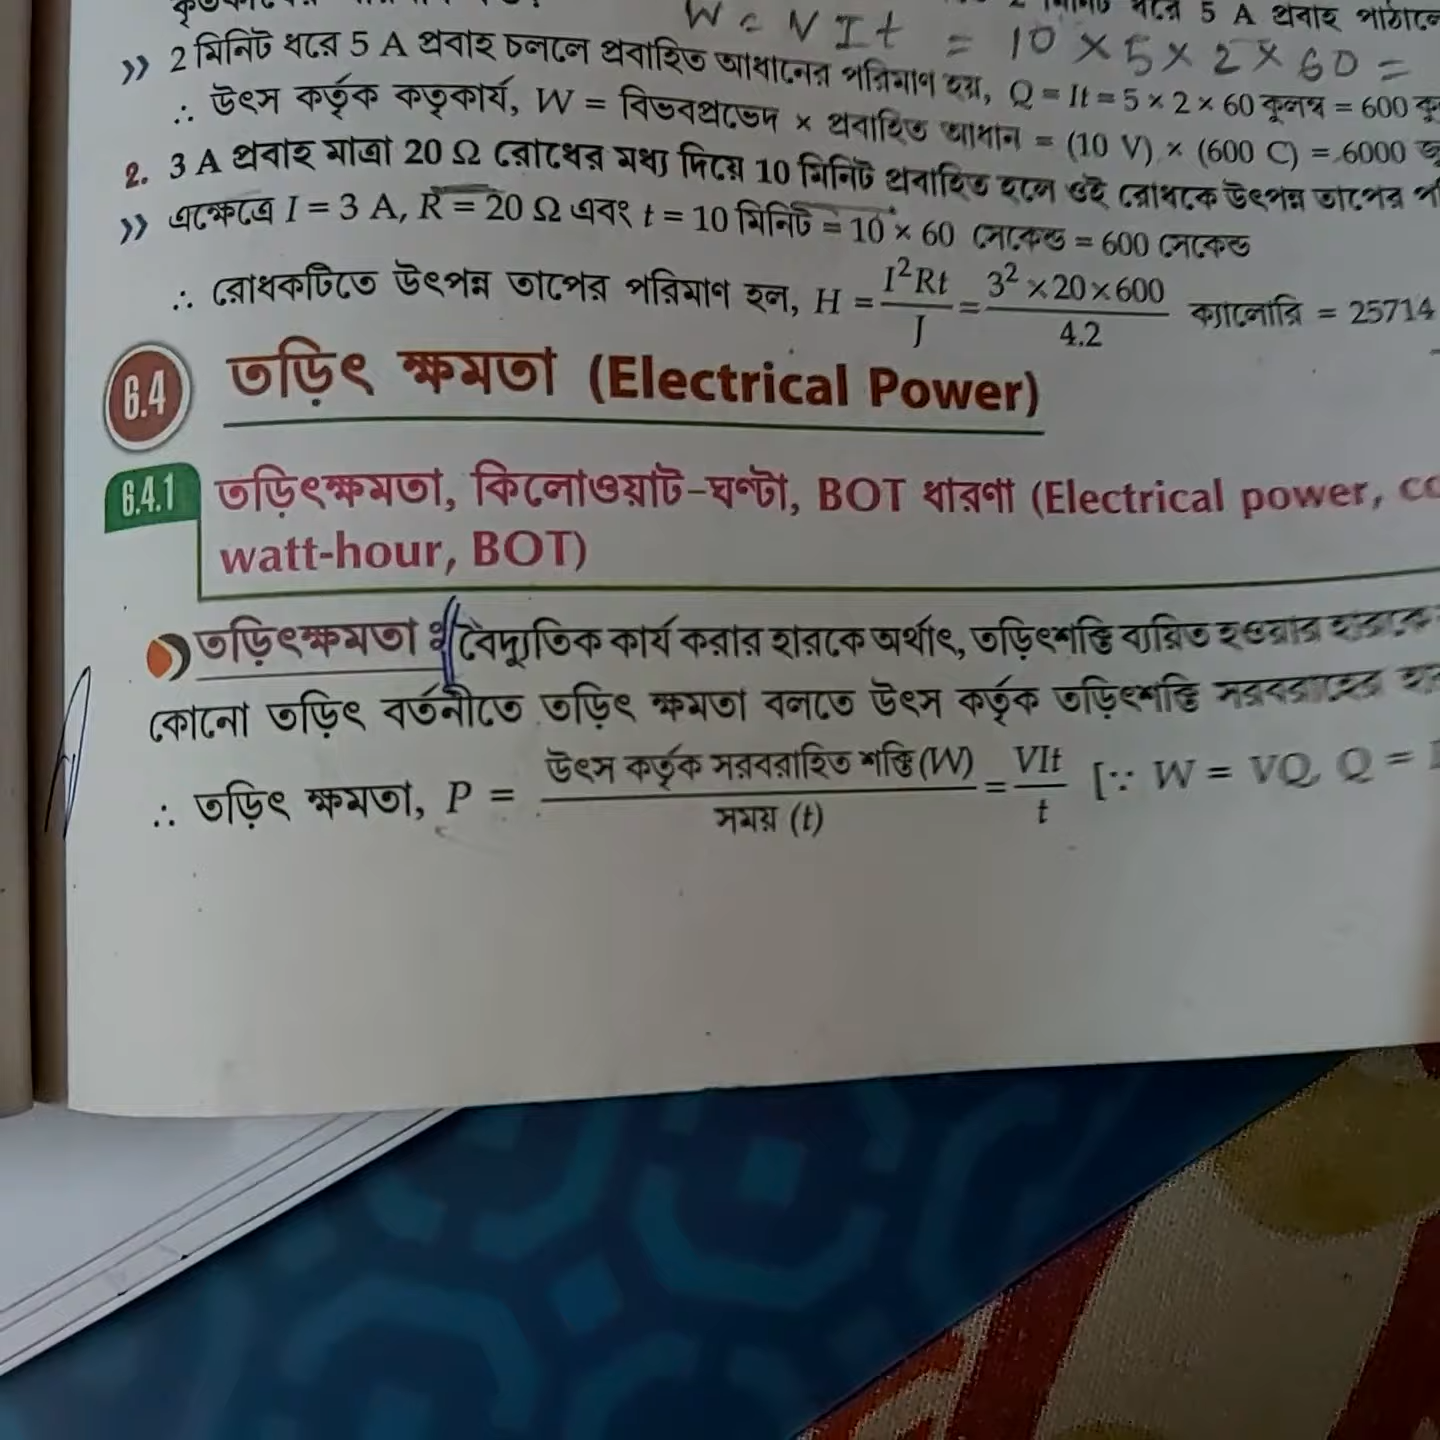 W = VIt = 10 × 5 × 2 × 60 =
5 A প্রবাহ
» 2 মিনিট ধরে 5 A প্রবাহ চললে প্রবাহিত আধানের পরিমাণ হয়, Q = It = 5 × 2 × 60 কুলম্ব = 600
∴ উৎস কর্তৃক কৃতকার্য, W = বিভবপ্রভেদ × প্রবাহিত আধান = (10 V) × (600 C) = 6000
2. 3 A প্রবাহ মাত্রা 20 Ω রোধের মধ্য দিয়ে 10 মিনিট প্রবাহিত হলে ওই রোধকে উৎপন্ন তাপের
» এক্ষেত্রে I = 3 A, R = 20 Ω এবং t = 10 মিনিট = 10 × 60 সেকেন্ড = 600 সেকেন্ড
∴ রোধকটিতে উৎপন্ন তাপের পরিমাণ হল, H = I²Rt / J = 3² × 20 × 600 / 4.2 ক্যালোরি = 25714
6.4 তড়িৎ ক্ষমতা (Electrical Power)
6.4.1 তড়িৎক্ষমতা, কিলোওয়াট-ঘণ্টা, BOT ধারণা (Electrical power,
watt-hour, BOT)
তড়িৎক্ষমতা : বৈদ্যুতিক কার্য করার হারকে অর্থাৎ, তড়িৎশক্তি ব্যয়িত হওয়ার হারকে
কোনো তড়িৎ বর্তনীতে তড়িৎ ক্ষমতা বলতে উৎস কর্তৃক তড়িৎশক্তি সরবরাহের
∴ তড়িৎ ক্ষমতা, P = উৎস কর্তৃক সরবরাহিত শক্তি (W) / সময় (t) = VIt / t [∵ W = VQ, Q =